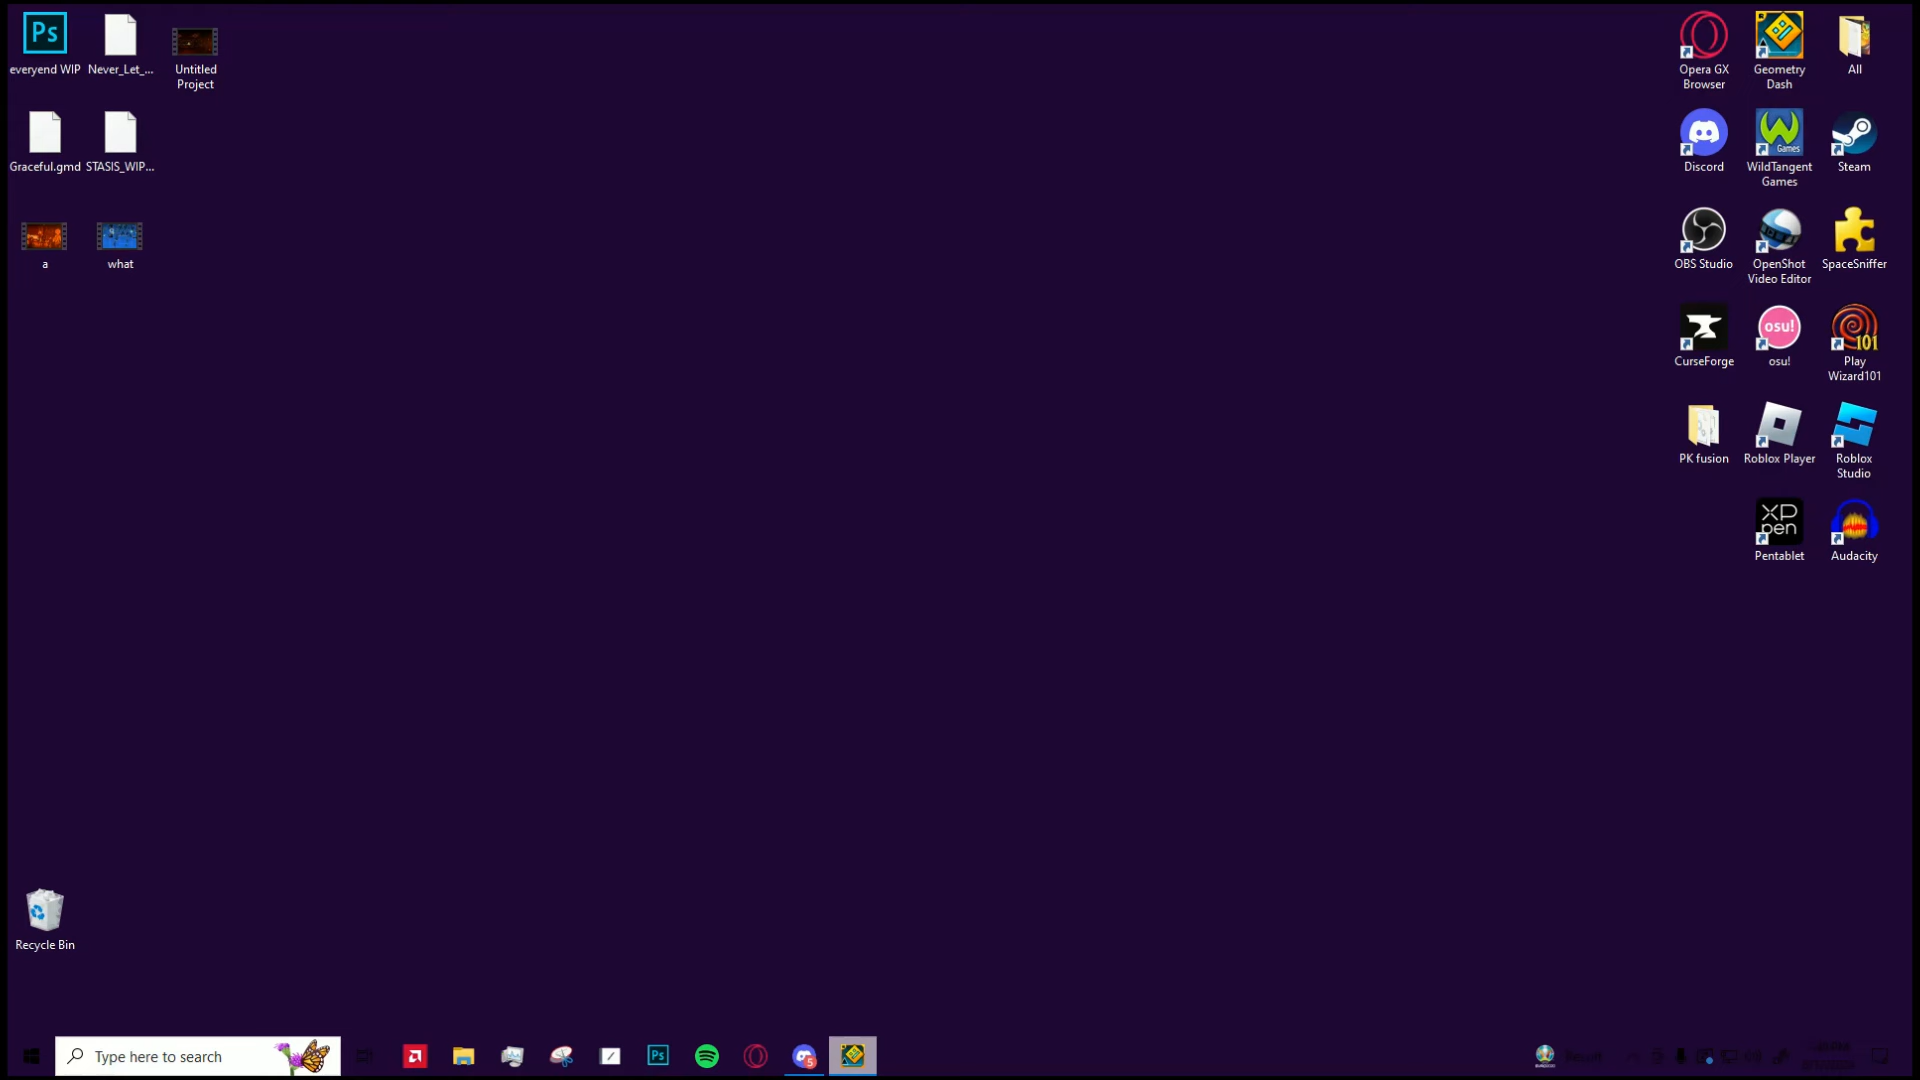 Ps
everyend WIP
Never_Let_...
Untitled
Project
Graceful.gmd
STASIS_WIP...
a
what
Recycle Bin
Opera GX
Browser
Geometry
Dash
All
Discord
Games
WildTangent
Games
Steam
OBS Studio
OpenShot
Video Editor
SpaceSniffer
CurseForge
osu!
osu!
101
Play
Wizard101
PK fusion
Roblox Player
Roblox
Studio
XP
pen
Pentablet
Audacity
Type here to search
Ps
5